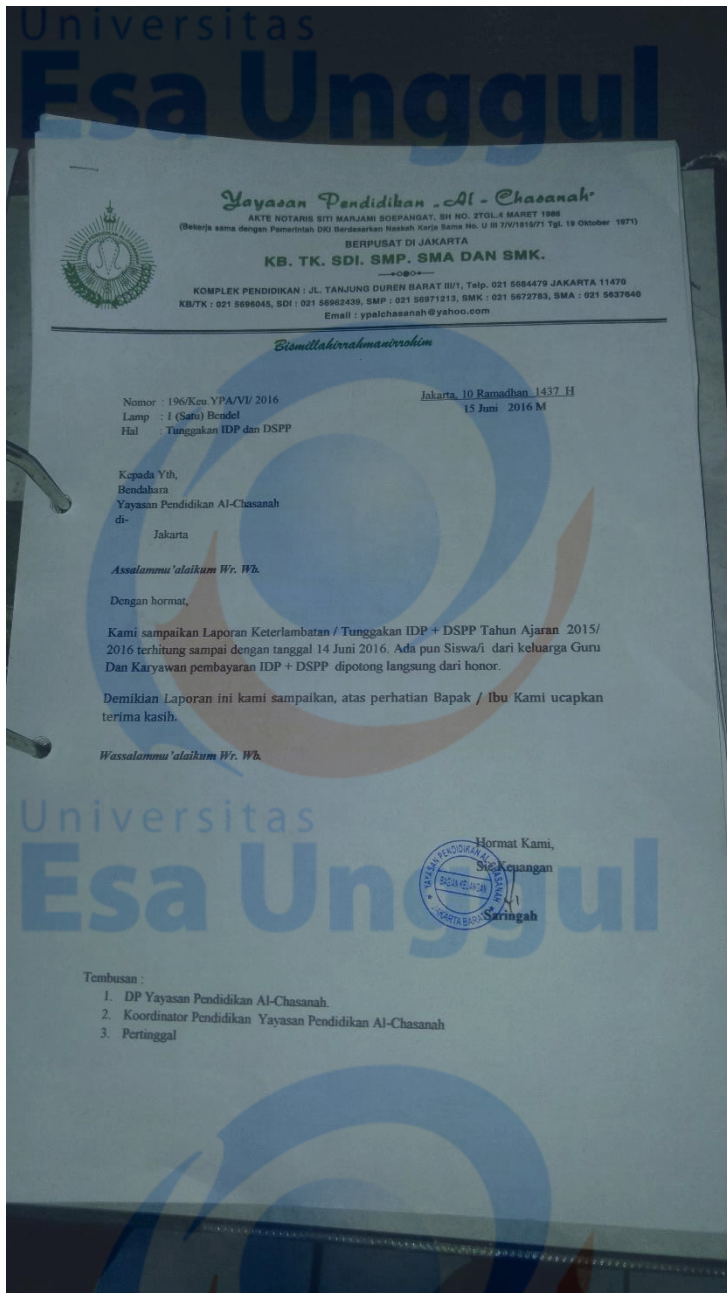 Universitas
Esa Unggul
Yayasan Pendidikan „Al - Chasanah"
AKTE NOTARIS SITI MARJAMI SOEPANGAT, SH NO. 2TGL.4 MARET 1986
(Bekerja sama dengan Pemerintah DKI Berdasarkan Naskah Kerja Sama No. U III 7/V/1815/71 Tgl. 19 Oktober 1971)
BERPUSAT DI JAKARTA
KB. TK. SDI. SMP. SMA DAN SMK.
KOMPLEK PENDIDIKAN : JL. TANJUNG DUREN BARAT III/1, Telp. 021 5684479 JAKARTA 11470
KB/TK : 021 5696045, SDI : 021 56962439, SMP : 021 56971213, SMK : 021 5672783, SMA : 021 5637640
Email : ypalchasanah@yahoo.com
Bismillahirrahmanirrohim
Nomor : 196/Keu.YPA/VI/ 2016
Jakarta, 10 Ramadhan 1437 H
Lamp : 1 (Satu) Bendel
15 Juni 2016 M
Hal : Tunggakan IDP dan DSPP
Kepada Yth,
Bendahara
Yayasan Pendidikan Al-Chasanah
di-
Jakarta
Assalammu'alaikum Wr. Wb.
Dengan hormat,
Kami sampaikan Laporan Keterlambatan / Tunggakan IDP + DSPP Tahun Ajaran 2015/
2016 terhitung sampai dengan tanggal 14 Juni 2016. Ada pun Siswa/i dari keluarga Guru
Dan Karyawan pembayaran IDP + DSPP dipotong langsung dari honor.
Demikian Laporan ini kami sampaikan, atas perhatian Bapak / Ibu Kami ucapkan
terima kasih.
Wassalammu'alaikum Wr. Wb.
Universitas
Esa Unggul
Hormat Kami,
Sie Keuangan
YAYASAN PENDIDIKAN AL-CHASANAH
BAGIAN KEUANGAN
JAKARTA BARAT
Saringah
Tembusan :
1. DP Yayasan Pendidikan Al-Chasanah.
2. Koordinator Pendidikan Yayasan Pendidikan Al-Chasanah
3. Pertinggal